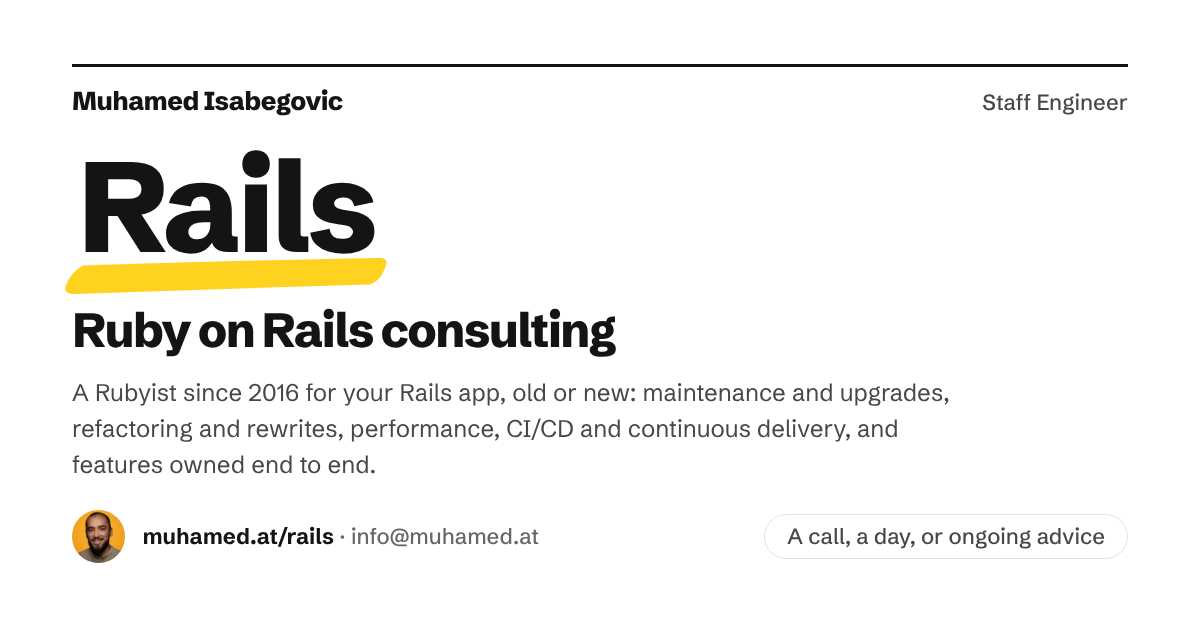 Muhamed Isabegovic
Staff Engineer
Rails
Ruby on Rails consulting
A Rubyist since 2016 for your Rails app, old or new: maintenance and upgrades,
refactoring and rewrites, performance, CI/CD and continuous delivery, and
features owned end to end.
muhamed.at/rails · info@muhamed.at
A call, a day, or ongoing advice